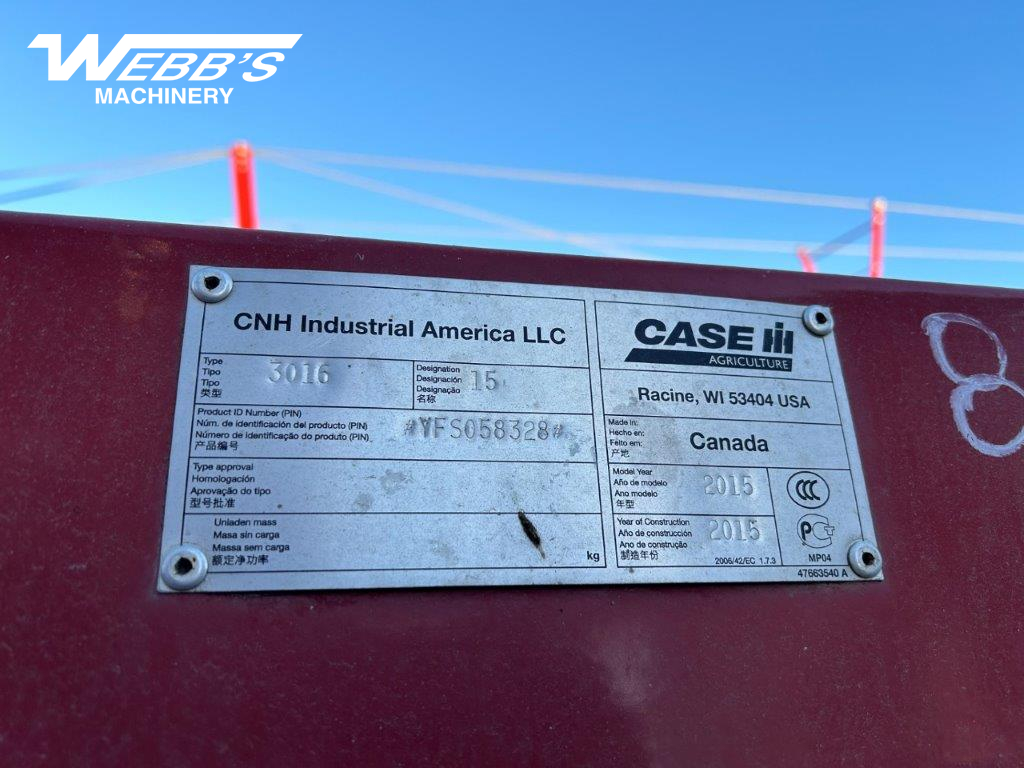 WEBB'S
MACHINERY
CNH Industrial America LLC
Type
Tipo
Tipo
类型
3016
Designation
Designación
Designação
名称
15
Product ID Number (PIN)
Núm. de identificación del producto (PIN)
Número de identificação do produto (PIN)
产品编号
#YFS058328#
Type approval
Homologación
Aprovação do tipo
型号批准
Unladen mass
Masa sin carga
Massa sem carga
额定净功率
kg
CASE IH
AGRICULTURE
Racine, WI 53404 USA
Made in:
Hecho en:
Feito em:
产地
Canada
Model Year
Año de modelo
Ano modelo
年型
2015
CCC
Year of Construction
Año de construcción
Ano de construção
制造年份
2015
2006/42/EC 1.7.3
PCT
MP04
47663540 A
8